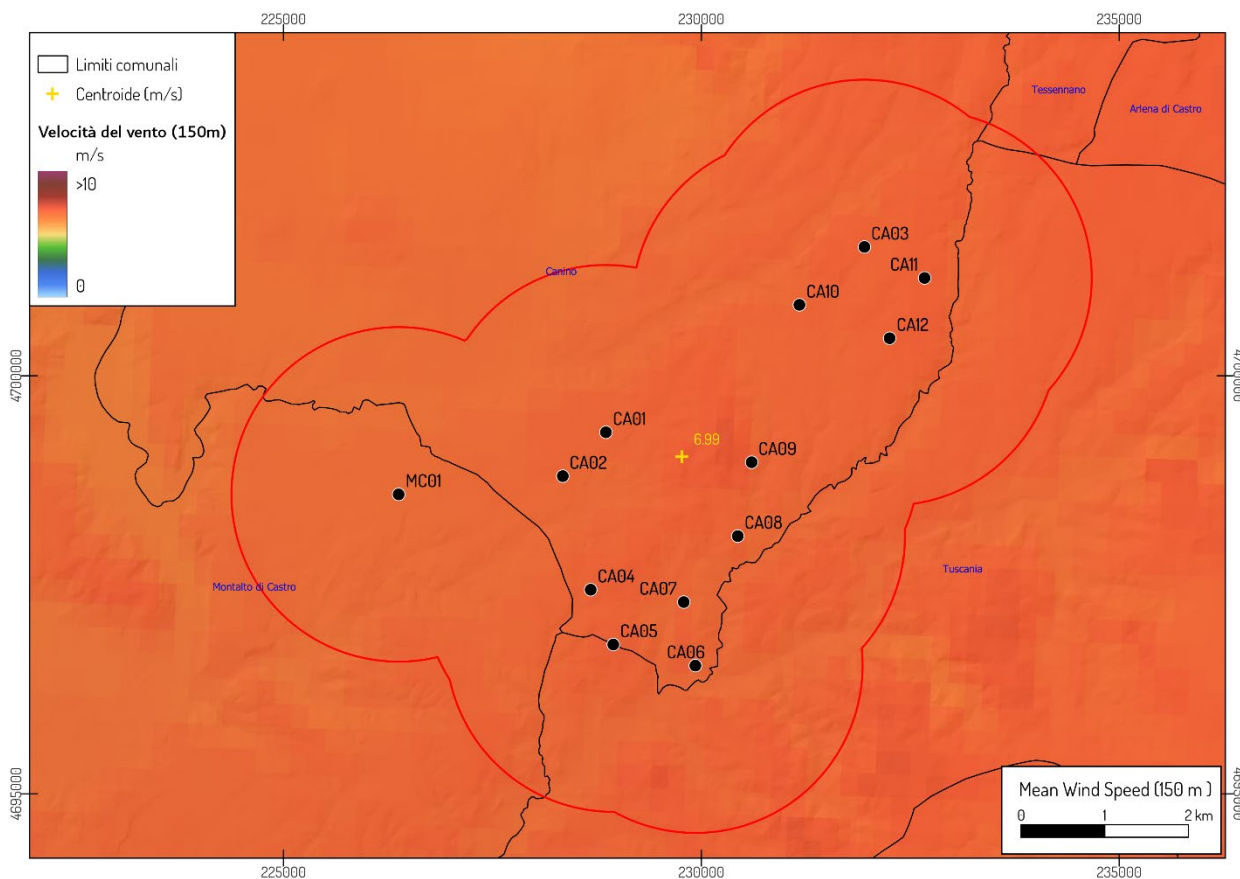 225000
230000
235000
Limiti comunali
Centroide (m/s)
Velocità del vento (150m)
m/s
>10
0
Tessennano
Arlena di Castro
CA03
Canino
CA11
CA10
CA12
4700000
4700000
CA01
6.99
CA09
CA02
MC01
CA08
Tuscania
Montalto di Castro
CA04
CA07
CA05
CA06
Mean Wind Speed (150 m )
0
1
2 km
4695000
4695000
225000
230000
235000